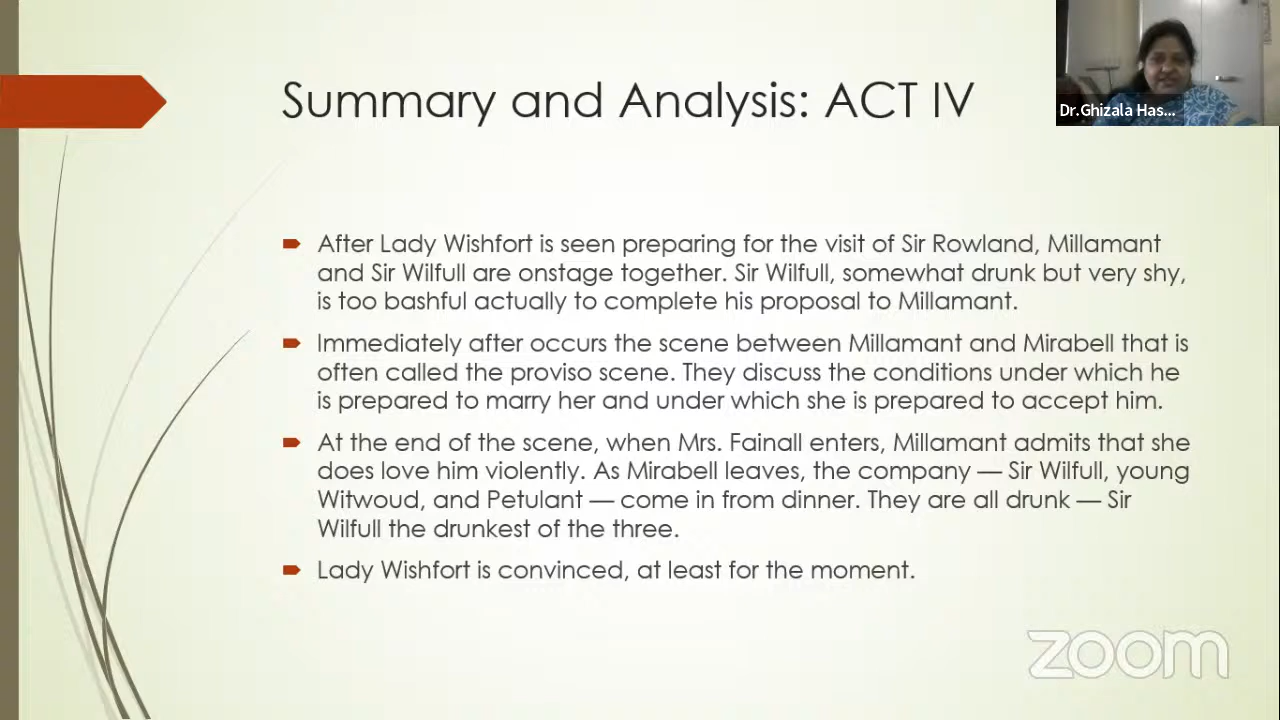 Summary and Analysis: ACT IV
Dr.Ghizala Has...
After Lady Wishfort is seen preparing for the visit of Sir Rowland, Millamant
and Sir Wilfull are onstage together. Sir Wilfull, somewhat drunk but very shy,
is too bashful actually to complete his proposal to Millamant.
Immediately after occurs the scene between Millamant and Mirabell that is
often called the proviso scene. They discuss the conditions under which he
is prepared to marry her and under which she is prepared to accept him.
At the end of the scene, when Mrs. Fainall enters, Millamant admits that she
does love him violently. As Mirabell leaves, the company — Sir Wilfull, young
Witwoud, and Petulant — come in from dinner. They are all drunk — Sir
Wilfull the drunkest of the three.
Lady Wishfort is convinced, at least for the moment.
zoom